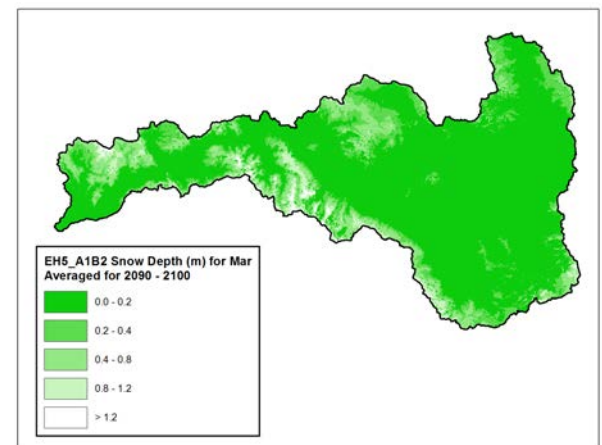 EH5_A1B2 Snow Depth (m) for Mar
Averaged for 2090 - 2100
0.0 - 0.2
0.2 - 0.4
0.4 - 0.8
0.8 - 1.2
> 1.2